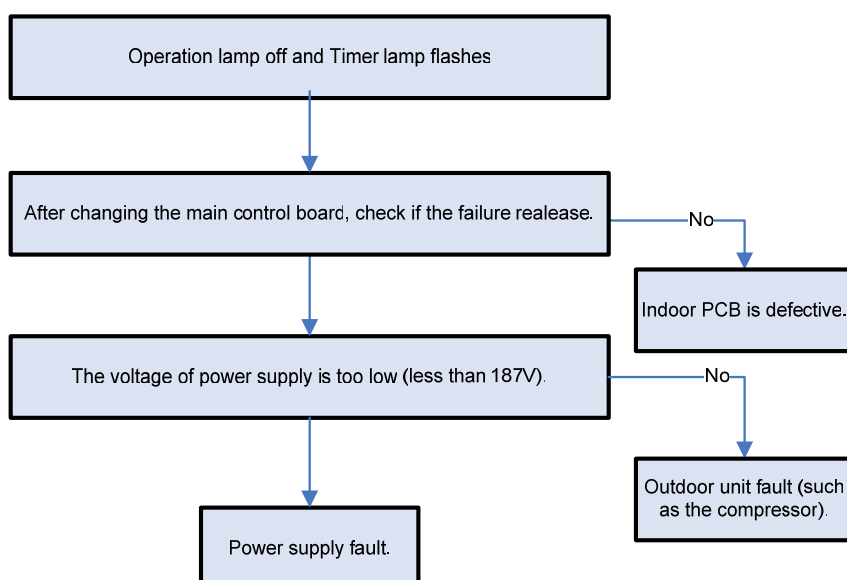 Operation lamp off and Timer lamp flashes
After changing the main control board, check if the failure realease.
No
Indoor PCB is defective.
The voltage of power supply is too low (less than 187V).
No
Outdoor unit fault (such
as the compressor).
Power supply fault.